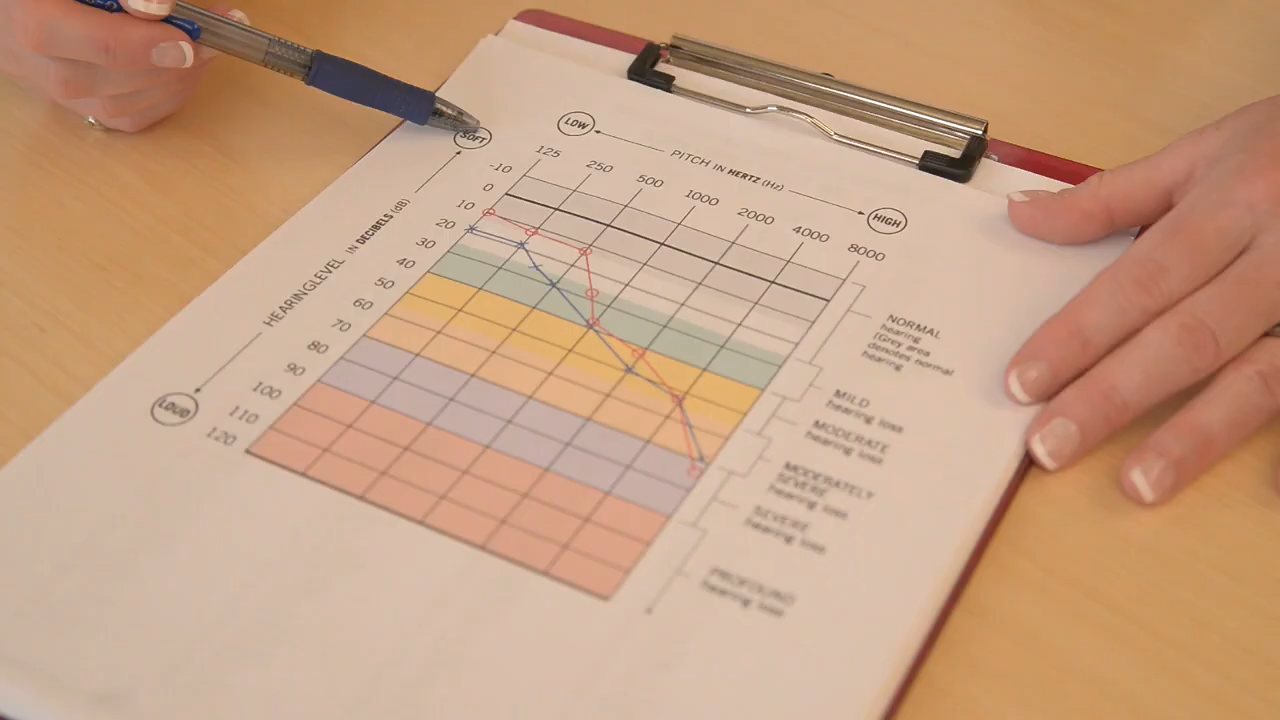 SOFT
LOW
PITCH IN HERTZ (Hz)
HIGH
125
250
500
1000
2000
4000
8000
-10
0
10
20
30
40
50
60
70
80
90
100
110
120
HEARING LEVEL IN DECIBELS (dB)
LOUD
NORMAL
hearing
[Grey area
denotes normal
hearing
MILD
hearing loss
MODERATE
hearing loss
MODERATELY
SEVERE
hearing loss
SEVERE
hearing loss
PROFOUND
hearing loss